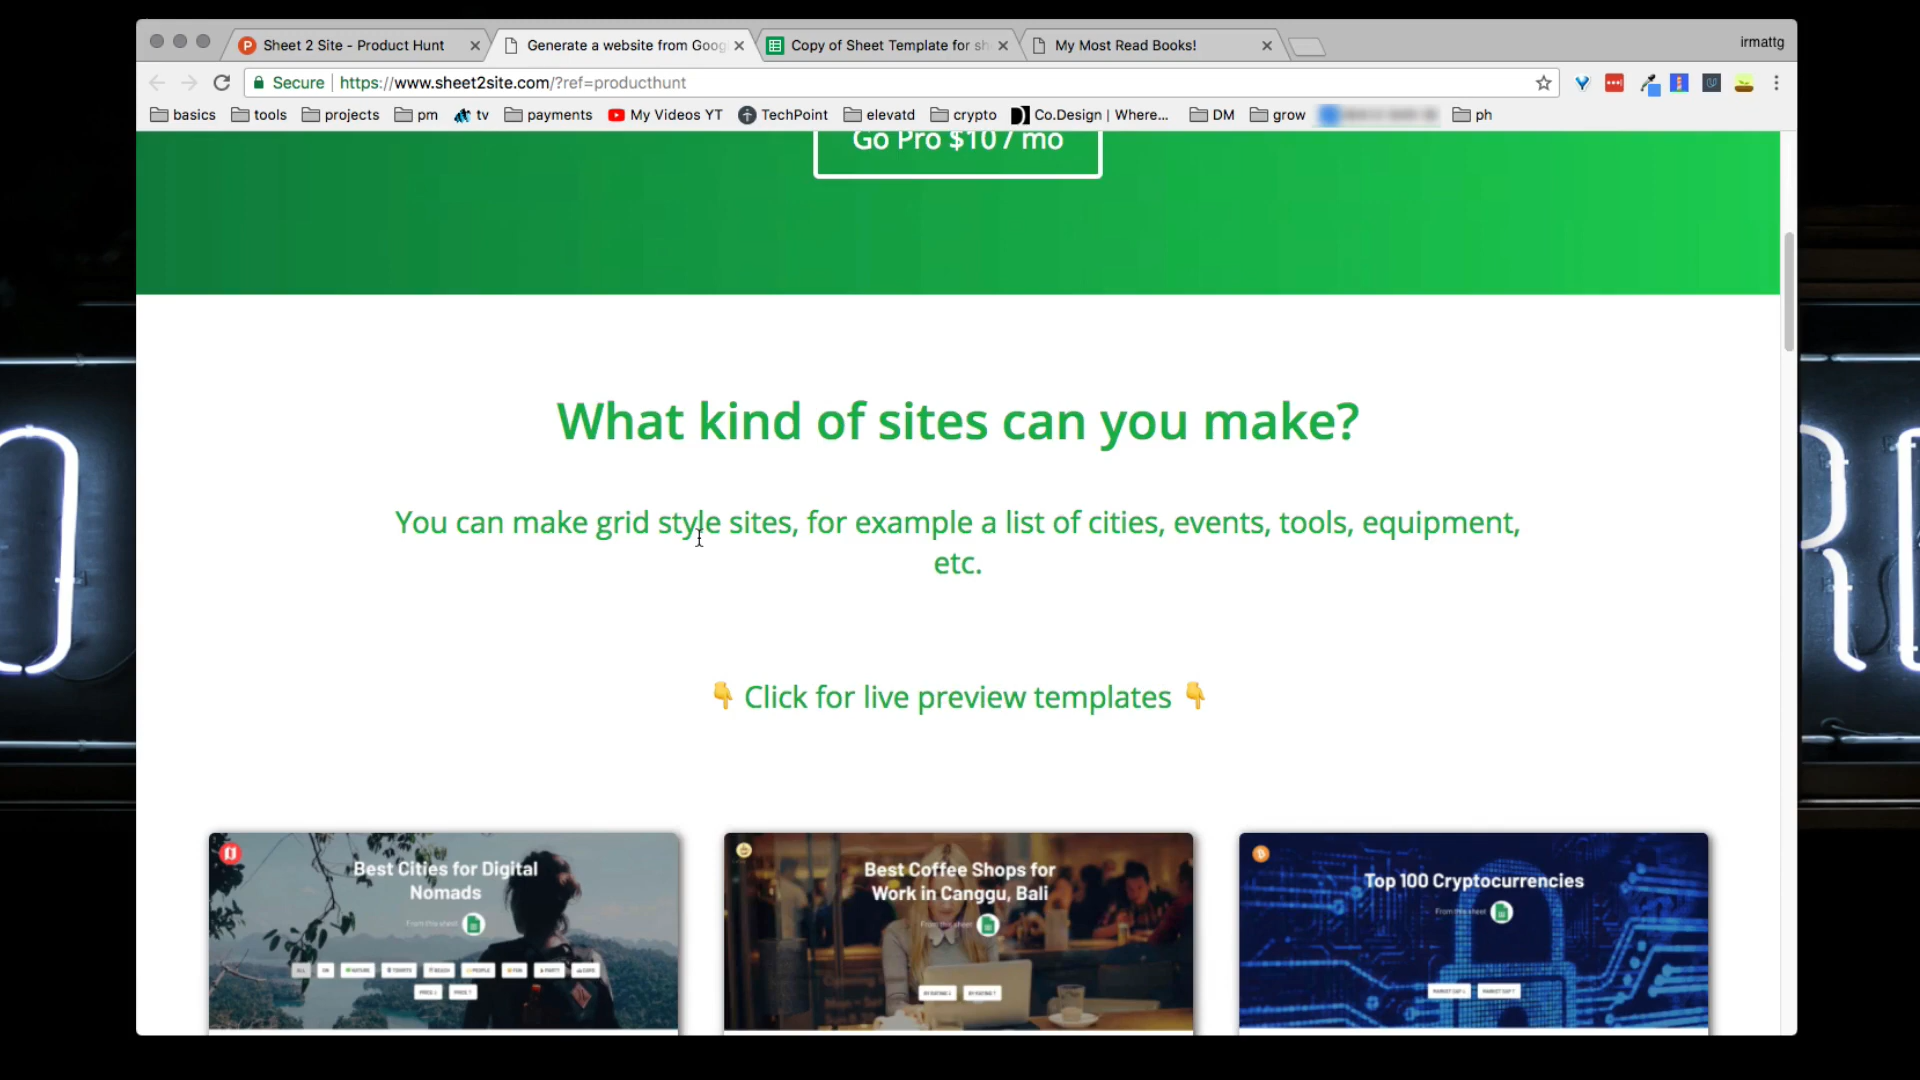 Sheet 2 Site - Product Hunt
Generate a website from Goog
Copy of Sheet Template for sh
My Most Read Books!
irmattg
Secure
https://www.sheet2site.com/?ref=producthunt
basics
tools
projects
pm
tv
payments
My Videos YT
TechPoint
elevatd
crypto
Co.Design | Where...
DM
grow
ph
Go Pro $10 / mo
What kind of sites can you make?
You can make grid style sites, for example a list of cities, events, tools, equipment,
etc.
👇 Click for live preview templates 👇
Best Cities for Digital
Nomads
From this sheet
Best Coffee Shops for
Work in Canggu, Bali
From this sheet
Top 100 Cryptocurrencies
From this sheet